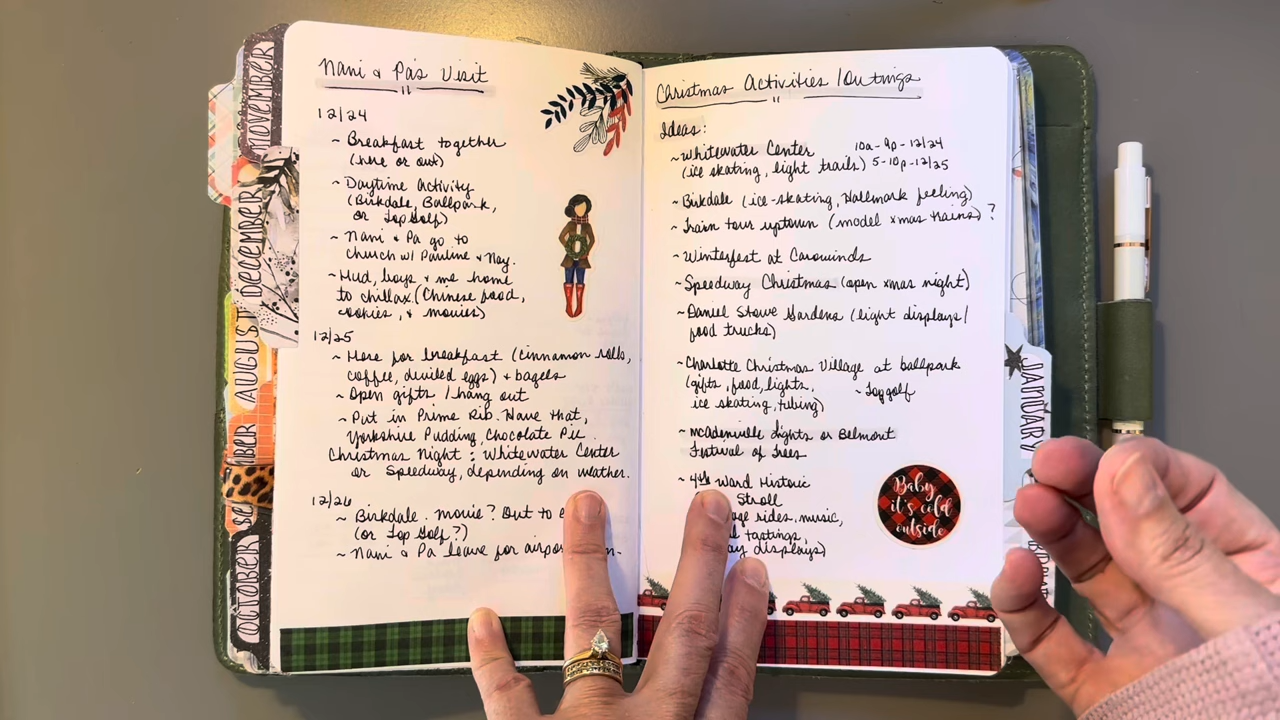 NOVEMBER
DECEMBER
AUGUST
OCTOBER
Nani & Pa's Visit
12/24
~ Breakfast together
(here or out)
~ Daytime Activity
(Birkdale, Ballpark,
or Top Golf)
~ Nani & Pa go to
church w/ Pauline & Nay.
~ Hud, boys & me home
to chillax. (Chinese food,
cookies, & movies)
12/25
~ Here for breakfast (cinnamon rolls,
coffee, deviled eggs) & bagels
~ Open gifts / hang out
~ Put in Prime Rib. Have that,
Yorkshire Pudding, Chocolate Pie.
Christmas Night: Whitewater Center
or Speedway, depending on weather.
12/26
~ Birkdale. movie? Out to
(or Top Golf?)
~ Nani & Pa leave for
Christmas Activities / Outings
Ideas:
~ Whitewater Center 10a-9p-12/24
(ice skating, light trails) 5-10p-12/25
~ Birkdale (ice-skating, Hallmark feeling)
~ Train tour uptown (model xmas trains) ?
~ Winterfest at Carowinds
~ Speedway Christmas (open xmas night)
~ Daniel Stowe Gardens (light displays/
food trucks)
~ Charlotte Christmas Village at ballpark
(gifts, food, lights, ~ Topgolf
ice skating, tubing)
~ McAdenville Lights or Belmont
Festival of Trees
~ 4th Ward Historic
Stroll
rides, music,
tastings,
displays)
Baby
it's cold
outside
JANUARY